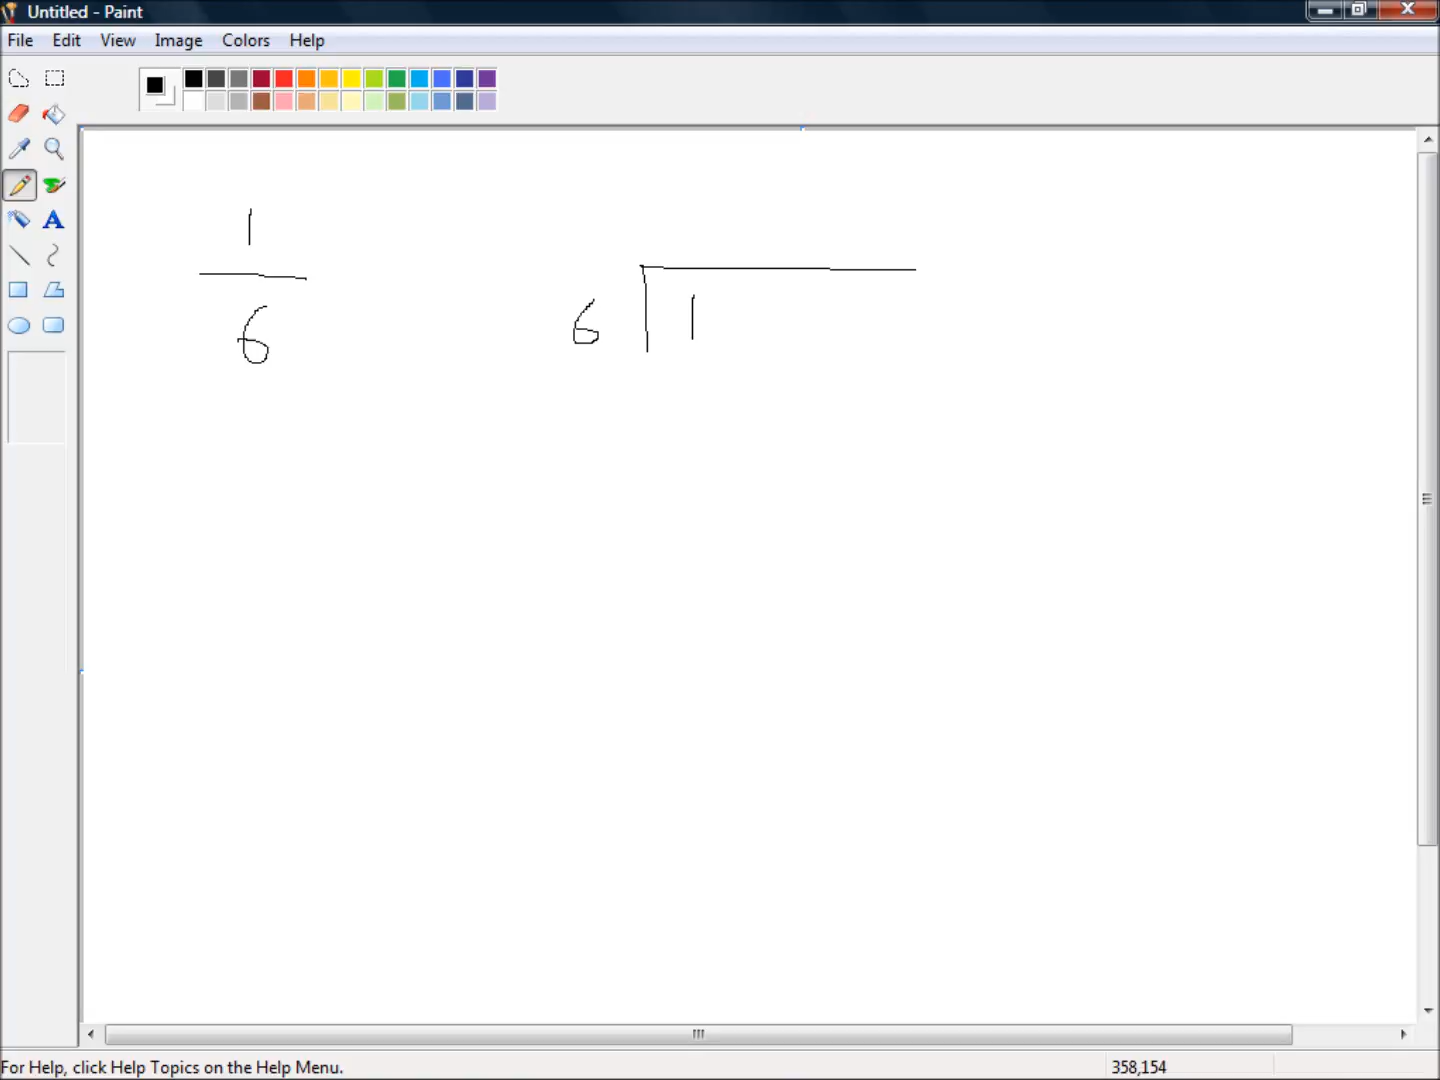 Untitled - Paint
File Edit View Image Colors Help
1
6
6 1
For Help, click Help Topics on the Help Menu. 358,154